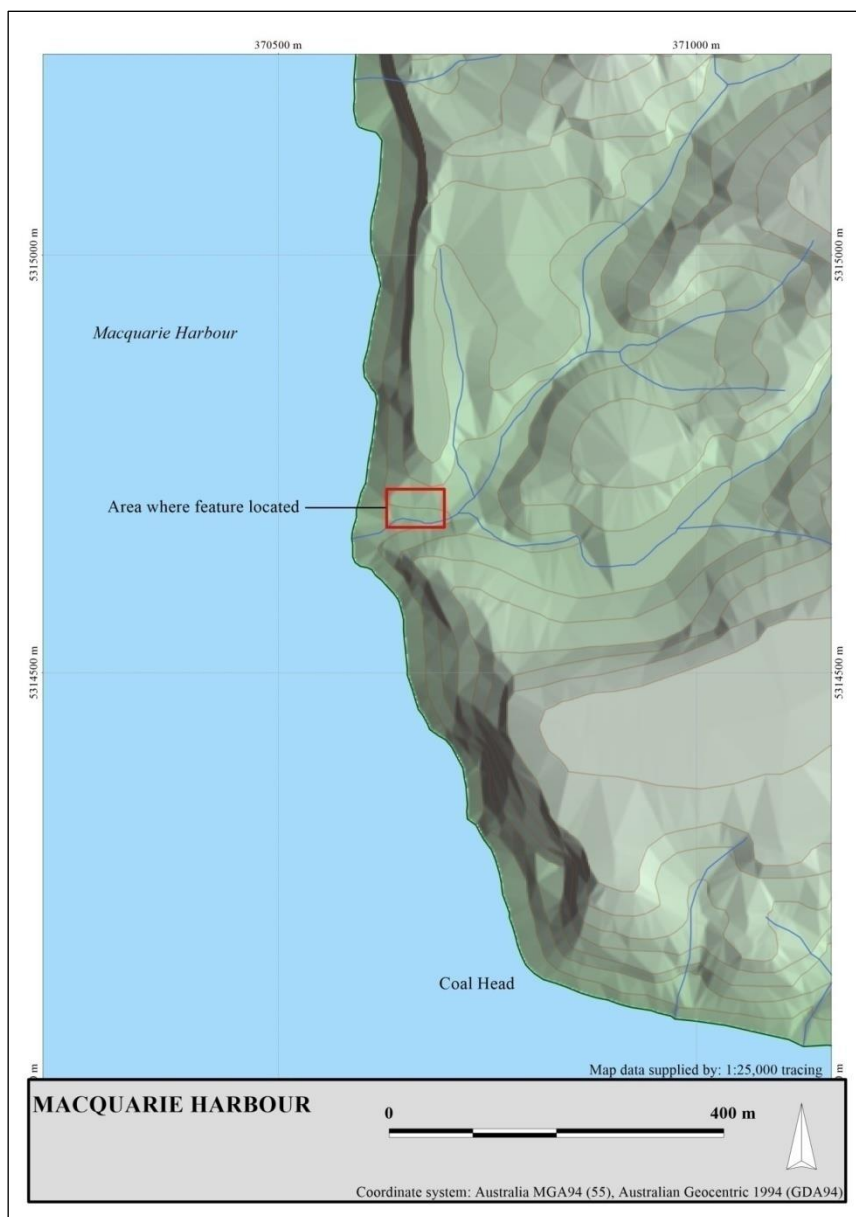 370500 m
371000 m
5315000 m
5315000 m
Macquarie Harbour
Area where feature located
5314500 m
5314500 m
Coal Head
Map data supplied by: 1:25,000 tracing
MACQUARIE HARBOUR
0
400 m
Coordinate system: Australia MGA94 (55), Australian Geocentric 1994 (GDA94)